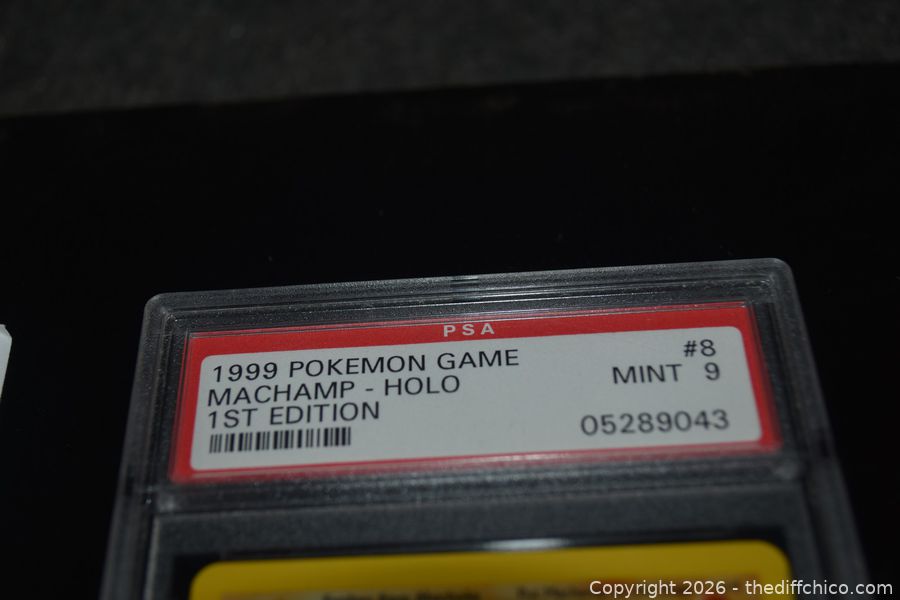 PSA
1999 POKEMON GAME #8
MACHAMP - HOLO MINT 9
1ST EDITION 05289043
Copyright © 2026 - thediffchico.com